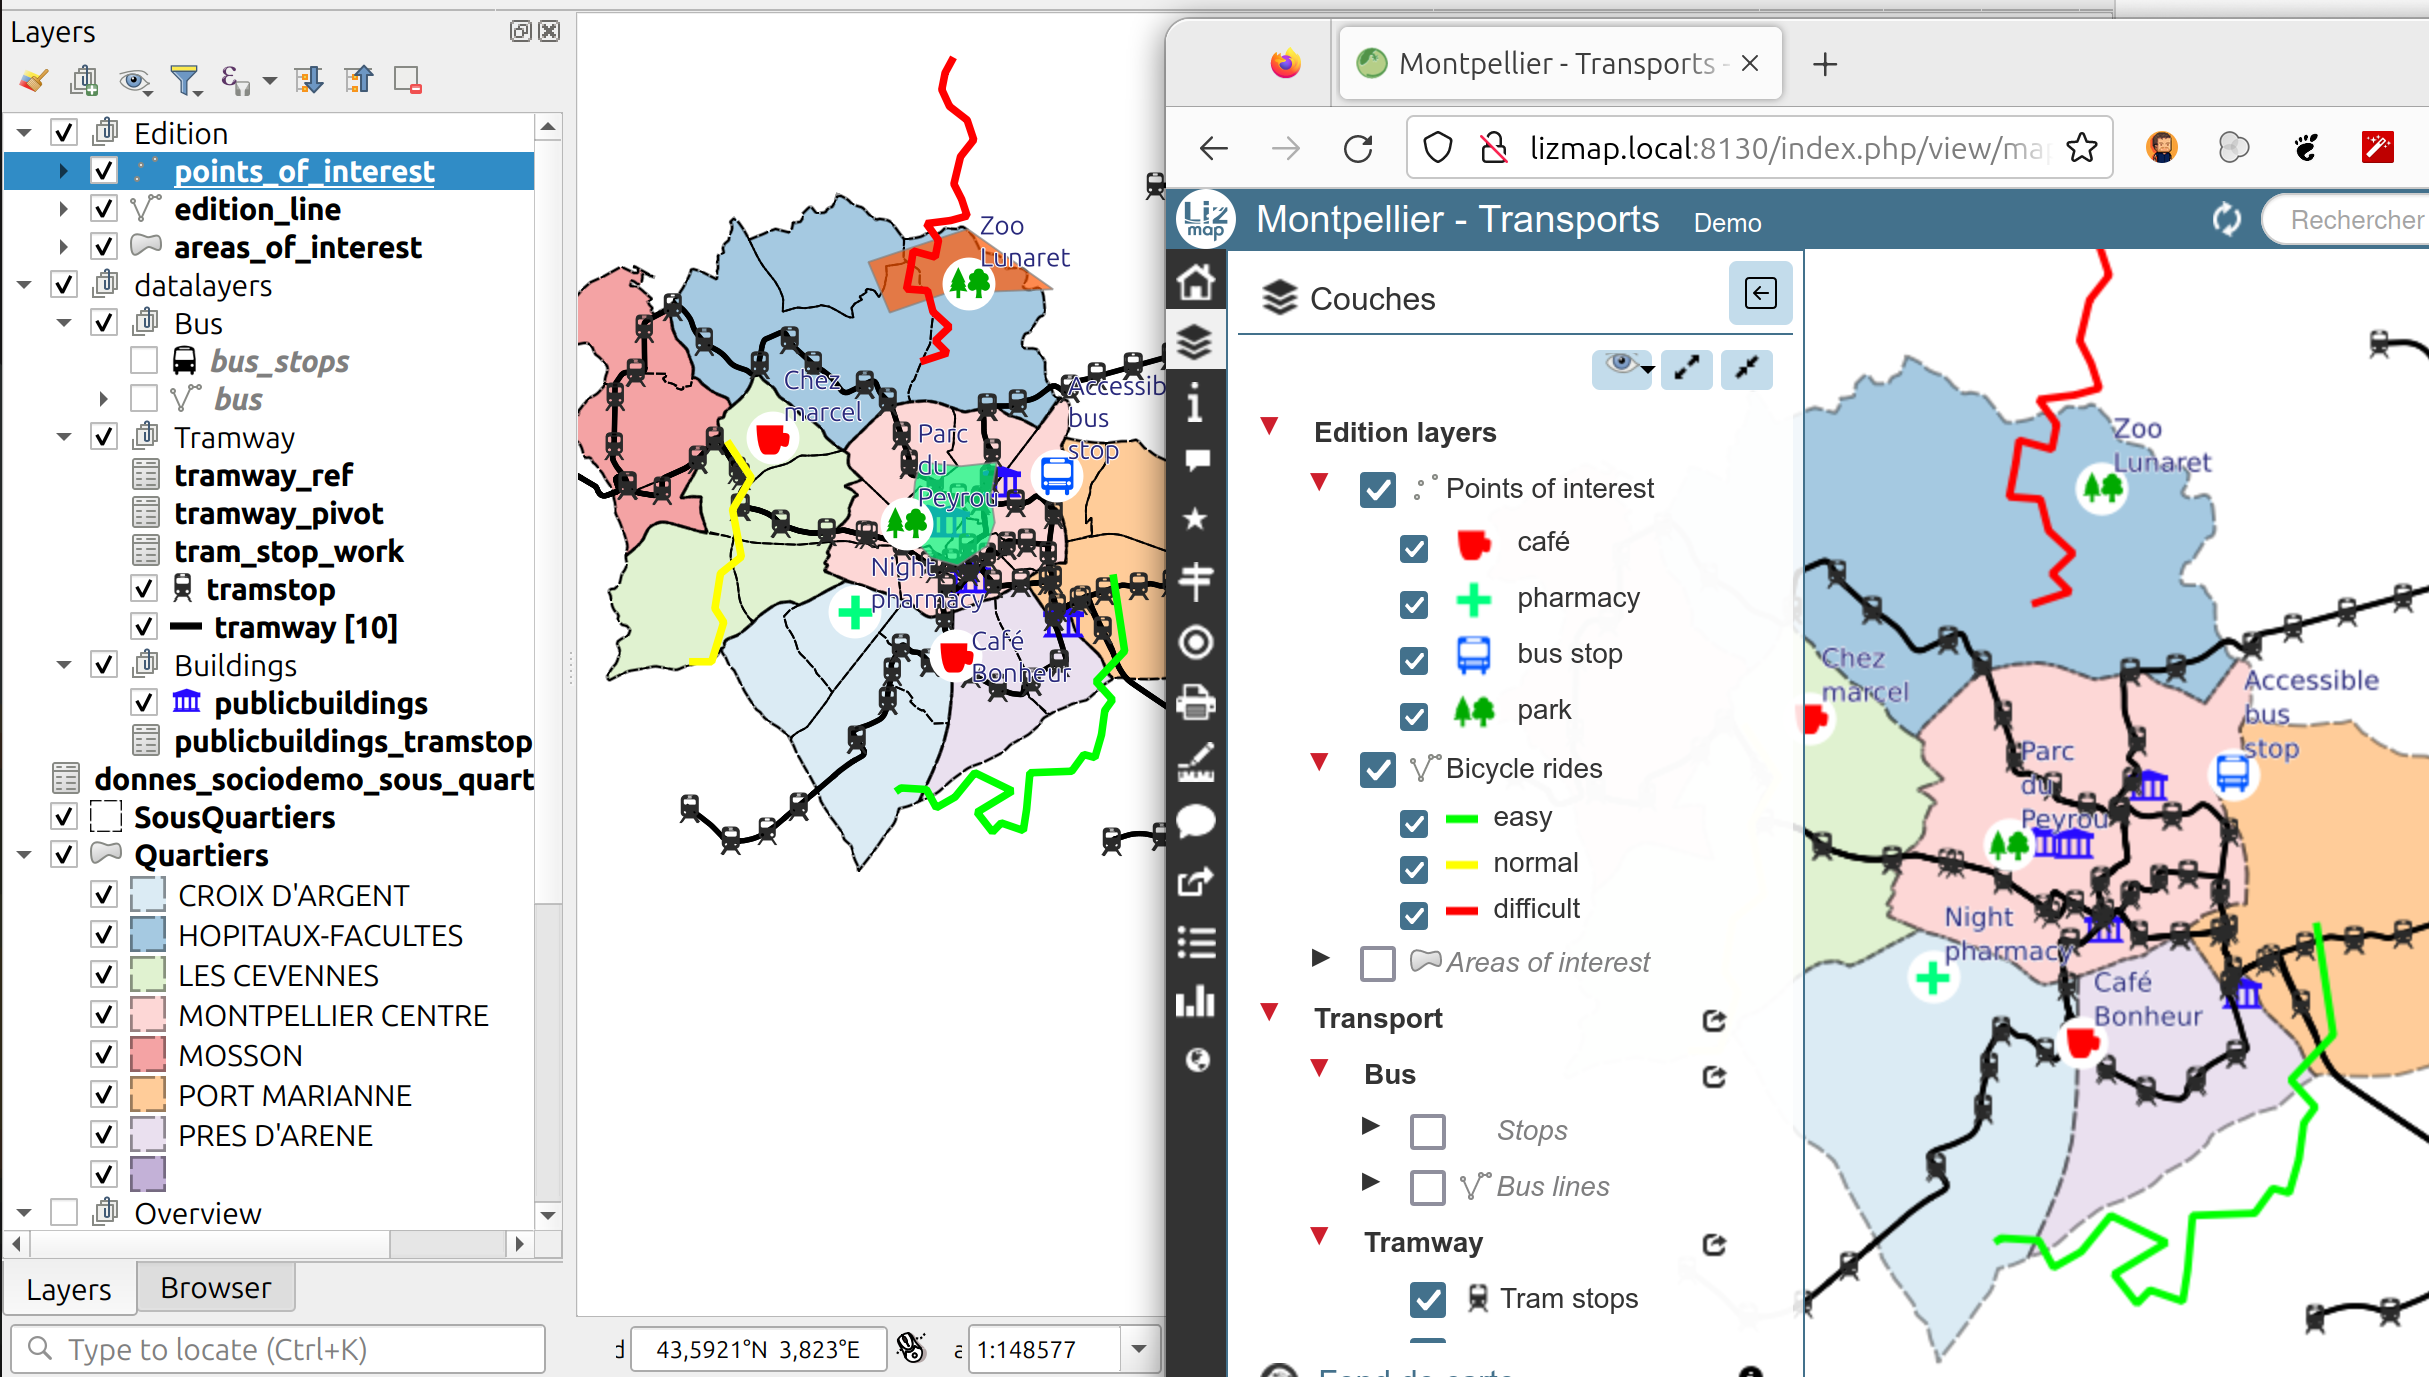 Layers
Edition
points_of_interest
edition_line
areas_of_interest
datalayers
Bus
bus_stops
bus
Tramway
tramway_ref
tramway_pivot
tram_stop_work
tramstop
tramway [10]
Buildings
publicbuildings
publicbuildings_tramstop
donnes_sociodemo_sous_quart
SousQuartiers
Quartiers
CROIX D'ARGENT
HOPITAUX-FACULTES
LES CEVENNES
MONTPELLIER CENTRE
MOSSON
PORT MARIANNE
PRES D'ARENE
Overview
Layers
Browser
Type to locate (Ctrl+K)
Zoo
Lunaret
Chez
marcel
Accessib
bus
stop
Parc
du
Peyrou
Night
pharmacy
Café
Bonheur
43,5921°N 3,823°E
1:148577
Montpellier - Transports -
lizmap.local:8130/index.php/view/ma
Liz
map
Montpellier - Transports
Demo
Rechercher
Couches
Edition layers
Points of interest
café
pharmacy
bus stop
park
Bicycle rides
easy
normal
difficult
Areas of interest
Transport
Bus
Stops
Bus lines
Tramway
Tram stops
Zoo
Lunaret
Chez
marcel
Accessible
bus
stop
Parc
du
Peyrou
Night
pharmacy
Café
Bonheur